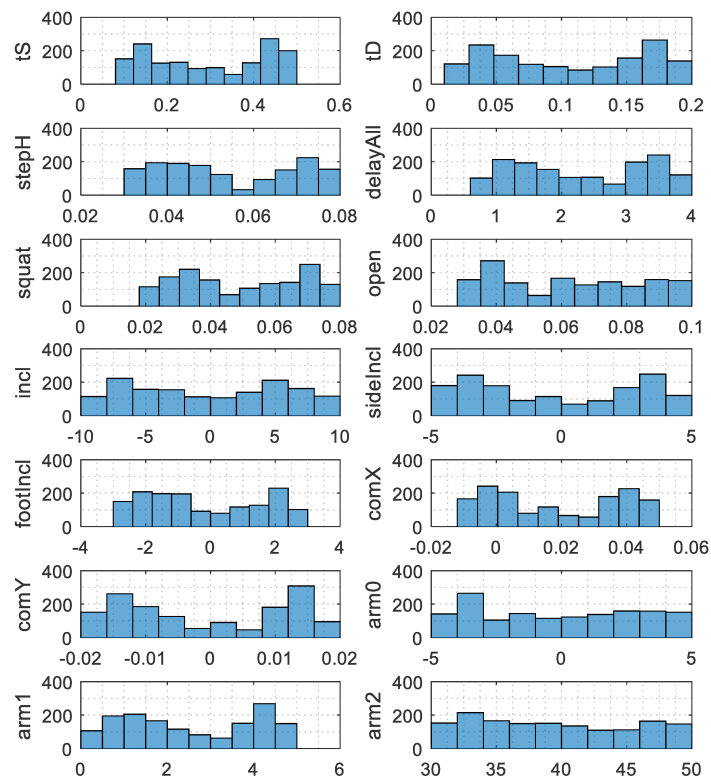 400
200
0
tS
0 0.2 0.4 0.6
400
200
0
tD
0 0.05 0.1 0.15 0.2
400
200
0
stepH
0.02 0.04 0.06 0.08
400
200
0
delayAll
0 1 2 3 4
400
200
0
squat
0 0.02 0.04 0.06 0.08
400
200
0
open
0.02 0.04 0.06 0.08 0.1
400
200
0
incl
-10 -5 0 5 10
400
200
0
sideIncl
-5 0 5
400
200
0
footIncl
-4 -2 0 2 4
400
200
0
comX
-0.02 0 0.02 0.04 0.06
400
200
0
comY
-0.02 -0.01 0 0.01 0.02
400
200
0
arm0
-5 0 5
400
200
0
arm1
0 2 4 6
400
200
0
arm2
30 35 40 45 50